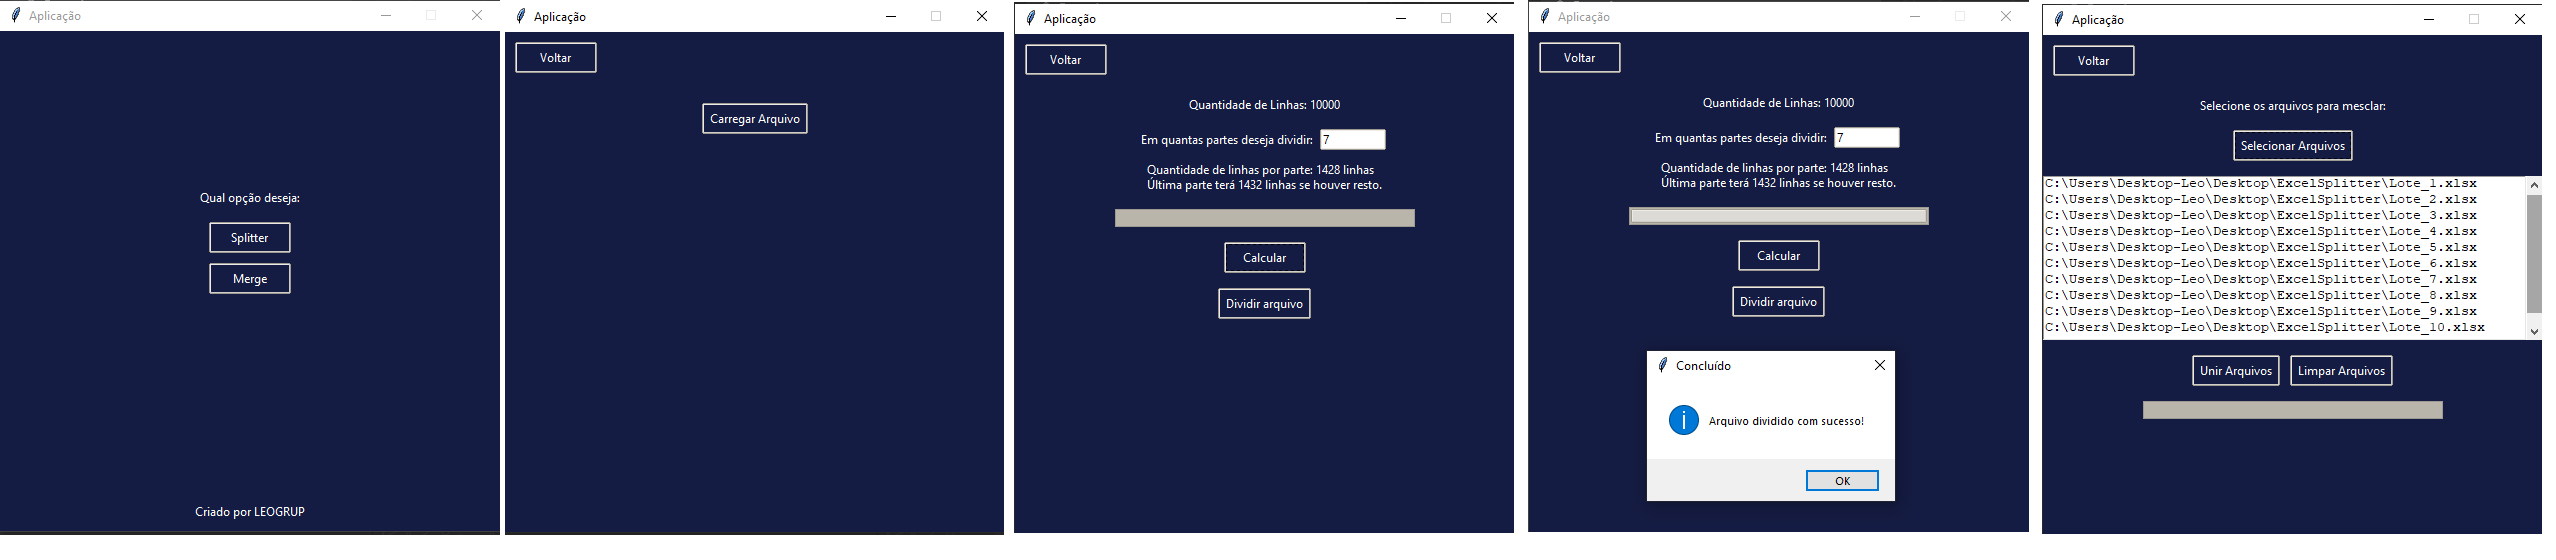 Aplicação
Qual opção deseja:
Splitter
Merge
Criado por LEOGRUP
Aplicação
Voltar
Carregar Arquivo
Aplicação
Voltar
Quantidade de Linhas: 10000
Em quantas partes deseja dividir: 7
Quantidade de linhas por parte: 1428 linhas
Última parte terá 1432 linhas se houver resto.
Calcular
Dividir arquivo
Aplicação
Voltar
Quantidade de Linhas: 10000
Em quantas partes deseja dividir: 7
Quantidade de linhas por parte: 1428 linhas
Última parte terá 1432 linhas se houver resto.
Calcular
Dividir arquivo
Concluído
Arquivo dividido com sucesso!
OK
Aplicação
Voltar
Selecione os arquivos para mesclar:
Selecionar Arquivos
C:\Users\Desktop-Leo\Desktop\ExcelSplitter\Lote_1.xlsx
C:\Users\Desktop-Leo\Desktop\ExcelSplitter\Lote_2.xlsx
C:\Users\Desktop-Leo\Desktop\ExcelSplitter\Lote_3.xlsx
C:\Users\Desktop-Leo\Desktop\ExcelSplitter\Lote_4.xlsx
C:\Users\Desktop-Leo\Desktop\ExcelSplitter\Lote_5.xlsx
C:\Users\Desktop-Leo\Desktop\ExcelSplitter\Lote_6.xlsx
C:\Users\Desktop-Leo\Desktop\ExcelSplitter\Lote_7.xlsx
C:\Users\Desktop-Leo\Desktop\ExcelSplitter\Lote_8.xlsx
C:\Users\Desktop-Leo\Desktop\ExcelSplitter\Lote_9.xlsx
C:\Users\Desktop-Leo\Desktop\ExcelSplitter\Lote_10.xlsx
Unir Arquivos Limpar Arquivos